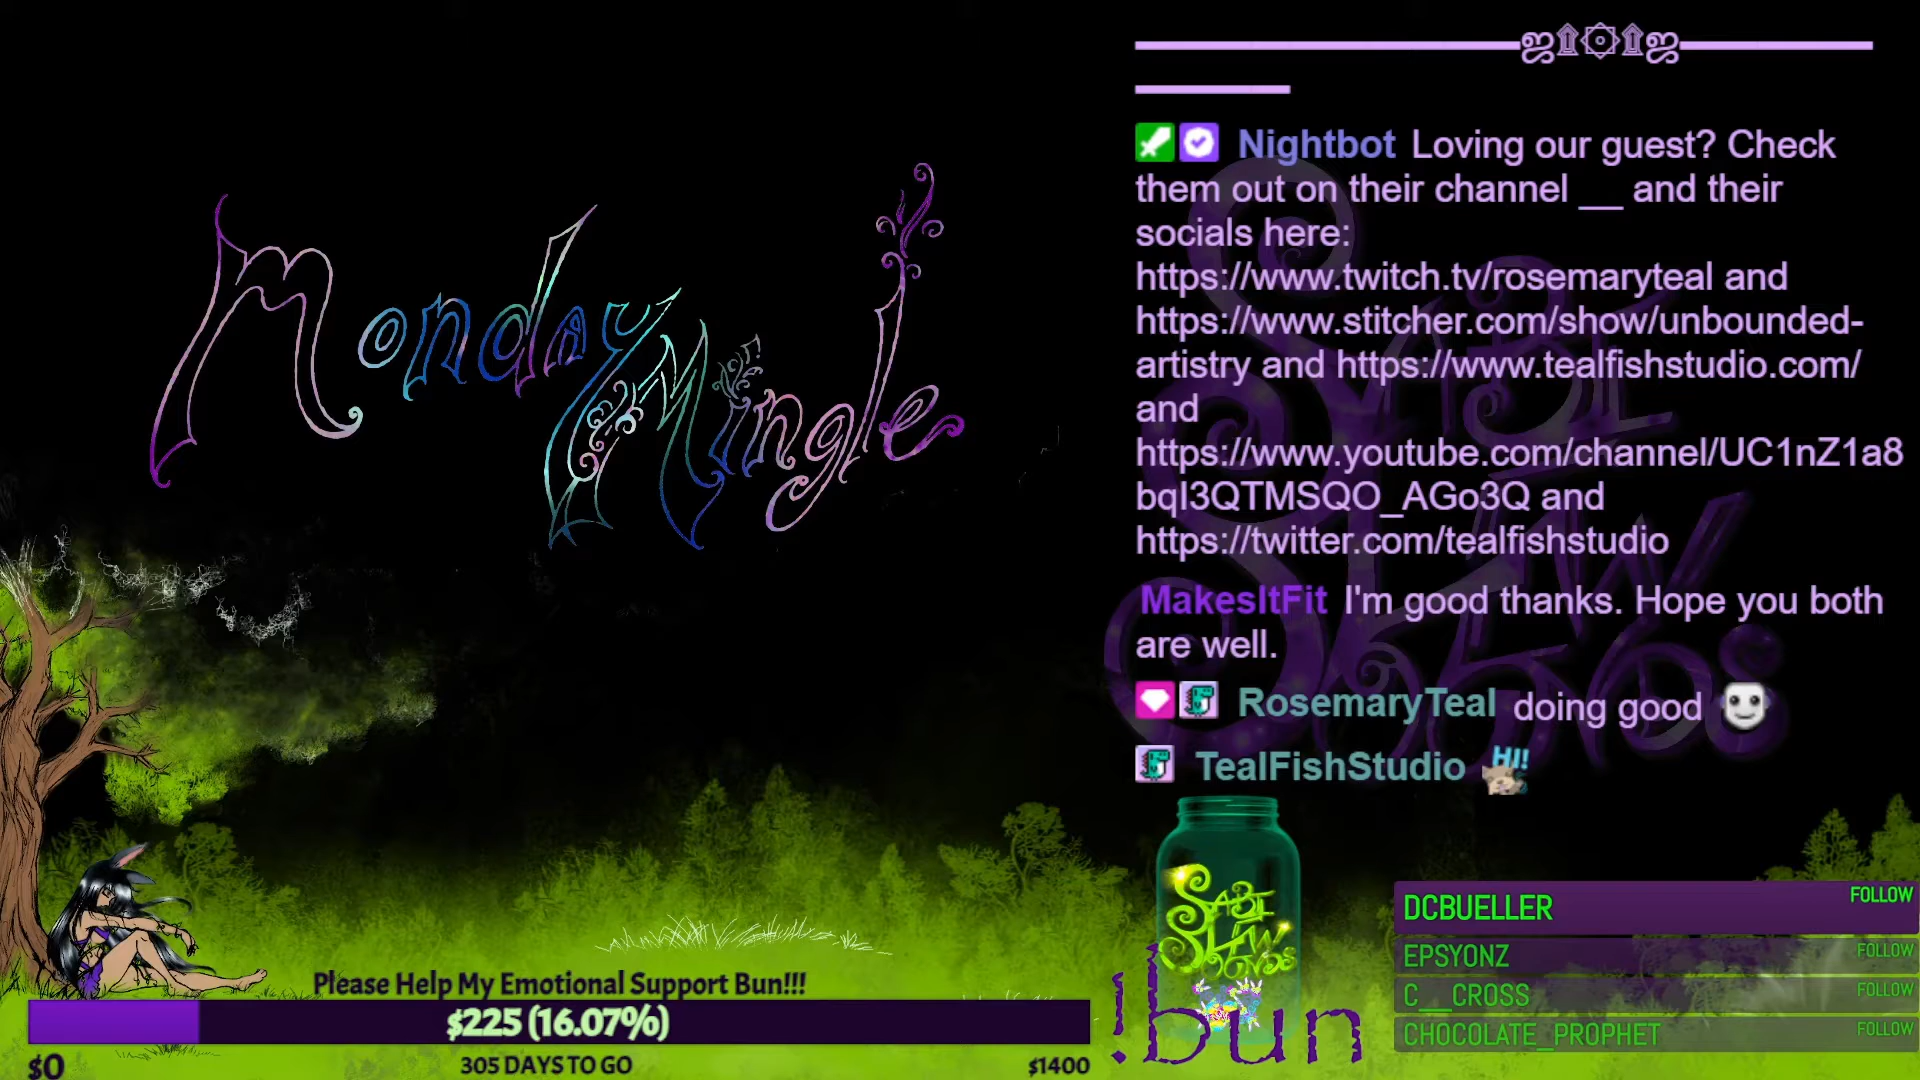 Monday
Mingle
Nightbot Loving our guest? Check
them out on their channel __ and their
socials here:
https://www.twitch.tv/rosemaryteal and
https://www.stitcher.com/show/unbounded-
artistry and https://www.tealfishstudio.com/
and
https://www.youtube.com/channel/UC1nZ1a8
bqI3QTMSQO_AGo3Q and
https://twitter.com/tealfishstudio
MakesItFit I'm good thanks. Hope you both
are well.
RosemaryTeal doing good
TealFishStudio HI!
DCBUELLER FOLLOW
EPSYONZ FOLLOW
C__CROSS FOLLOW
CHOCOLATE_PROPHET FOLLOW
!bun
Please Help My Emotional Support Bun!!!
$225 (16.07%)
$0 305 DAYS TO GO $1400